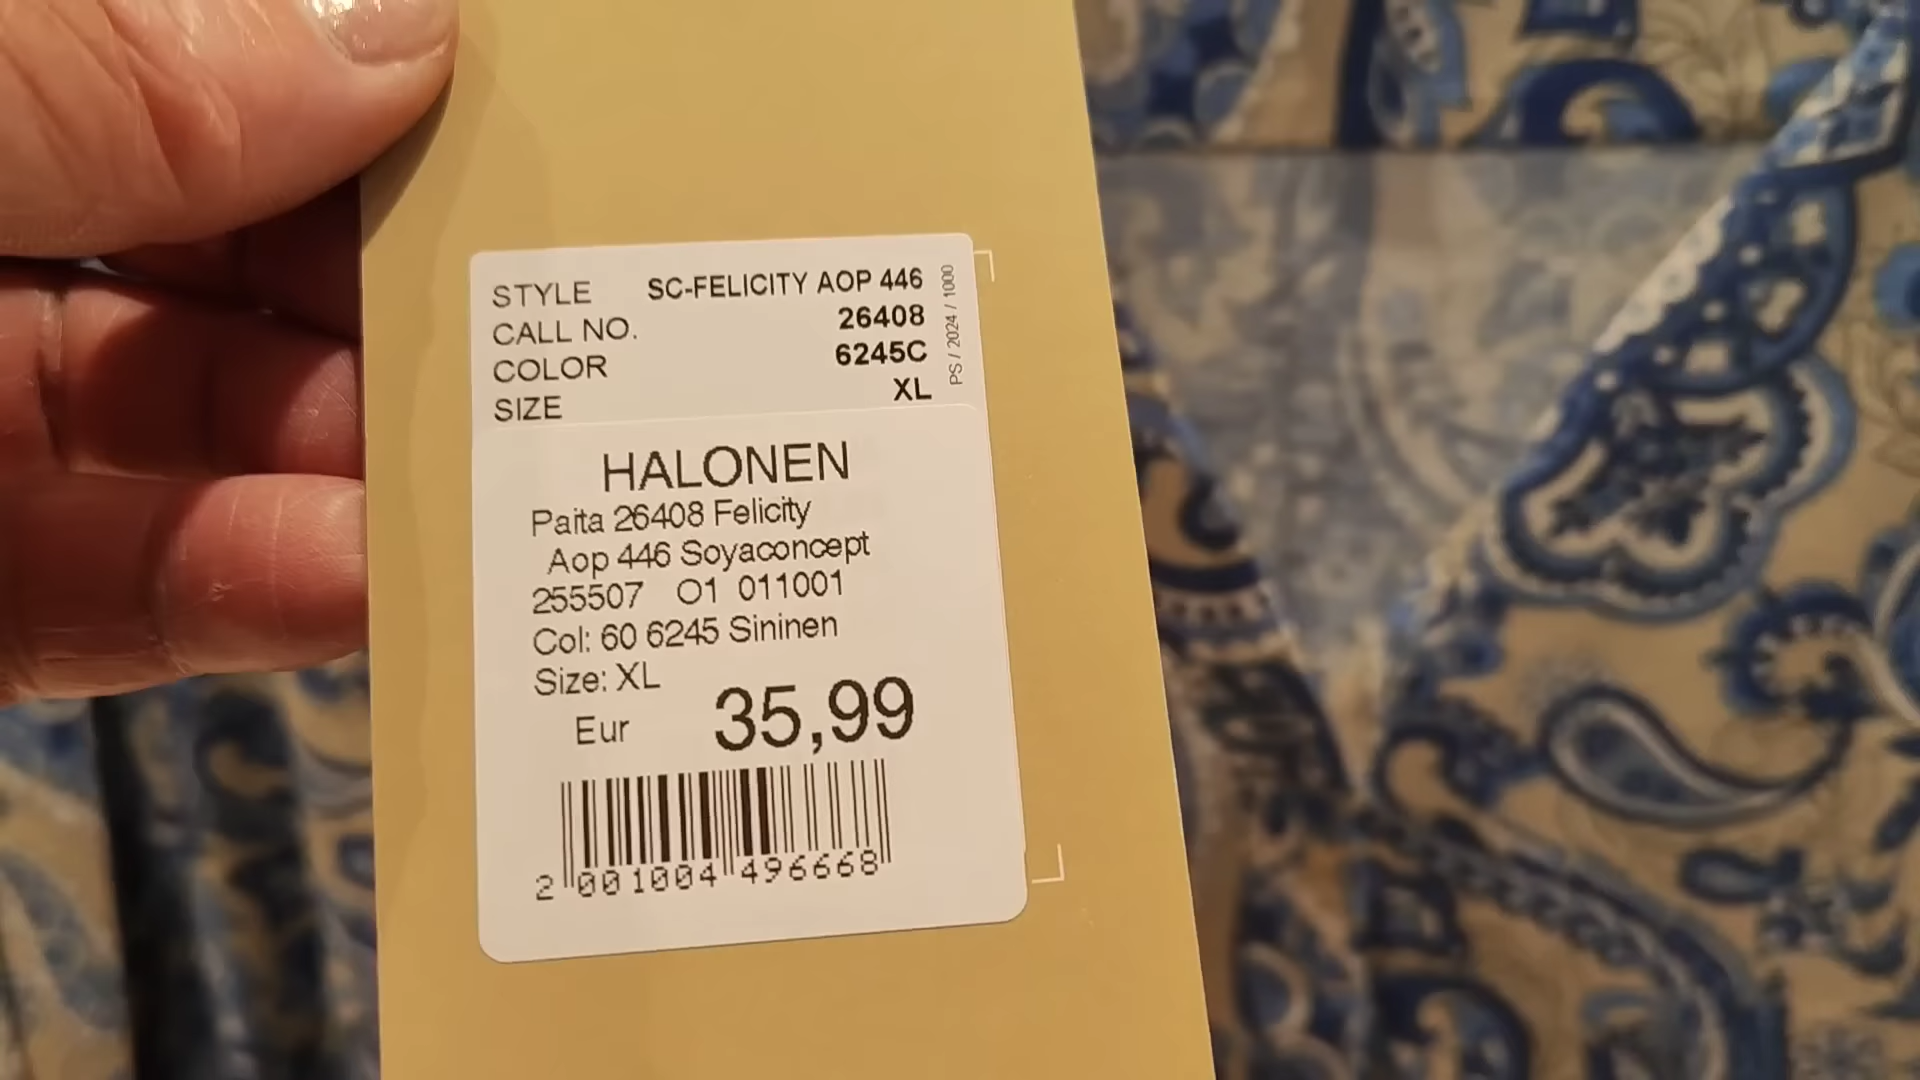 STYLE SC-FELICITY AOP 446
CALL NO. 26408
COLOR 6245C
SIZE XL
PS / 2024 / 1000
HALONEN
Paita 26408 Felicity
Aop 446 Soyaconcept
255507 O1 011001
Col: 60 6245 Sininen
Size: XL
Eur 35,99
2 001004 496668